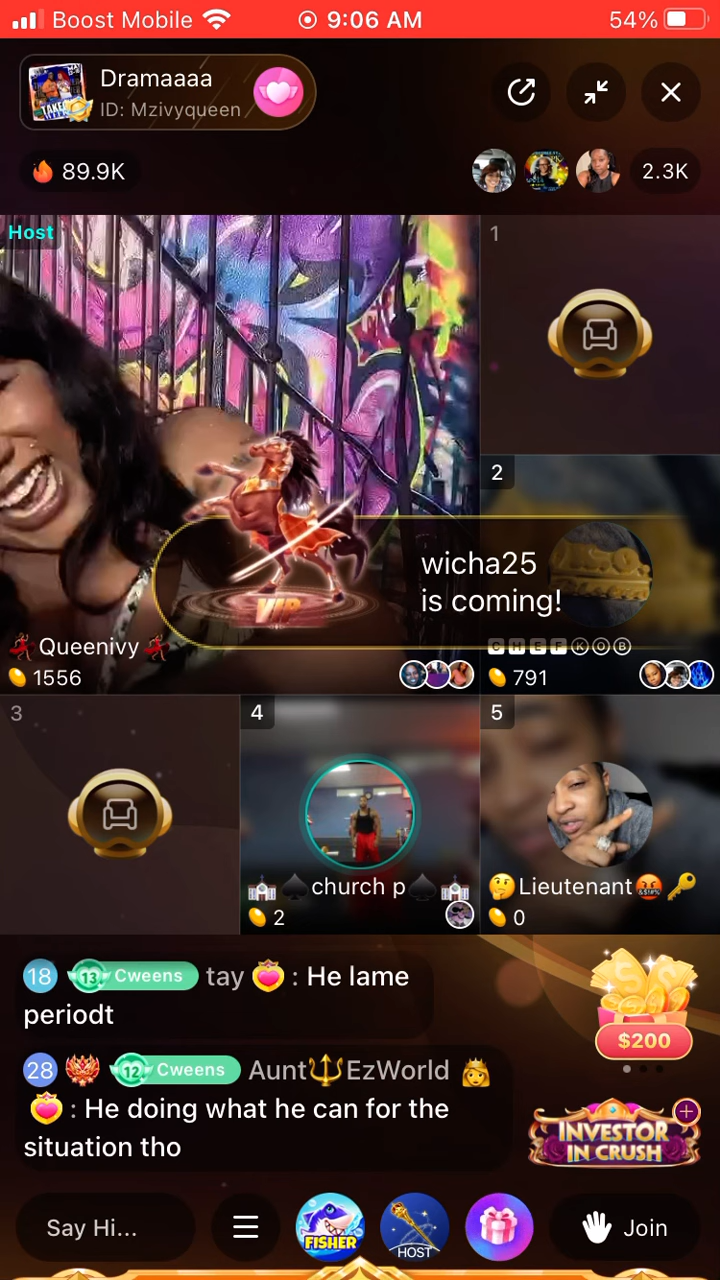 Boost Mobile
9:06 AM
54%
Dramaaaa
ID: Mzivyqueen
89.9K
2.3K
Host
1
2
VIP
wicha25
is coming!
💃Queenivy💃
1556
🄲🄷🄴🄵ⓀⓄⒷ
791
3
4
5
⛪♠️church p♠️⛪
2
🤔Lieutenant🤬🔑
0
18 13 Cweens tay 💝 : He lame
periodt
28 12 Cweens Aunt🔱EzWorld 👸
💝 : He doing what he can for the
situation tho
$200
INVESTOR
IN CRUSH
Say Hi...
FISHER
HOST
Join